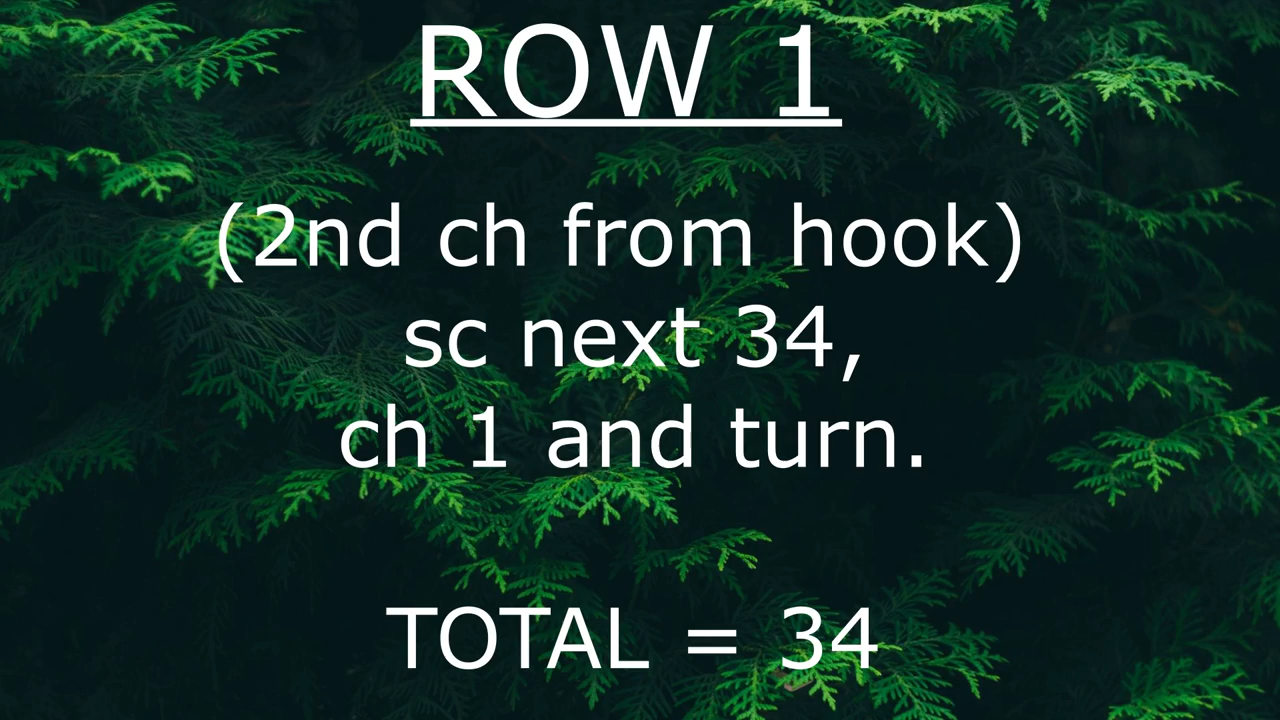 ROW 1
(2nd ch from hook)
sc next 34,
ch 1 and turn.
TOTAL = 34